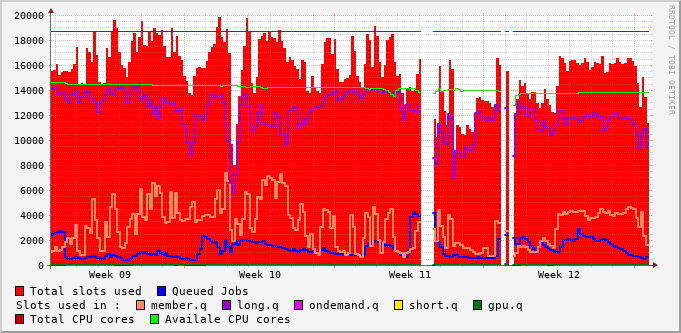 20000
18000
16000
14000
12000
10000
8000
6000
4000
2000
0
Week 09 Week 10 Week 11 Week 12
RRDTOOL / TOBI OETIKER
Total slots used Queued Jobs
Slots used in : member.q long.q ondemand.q short.q gpu.q
Total CPU cores Availale CPU cores